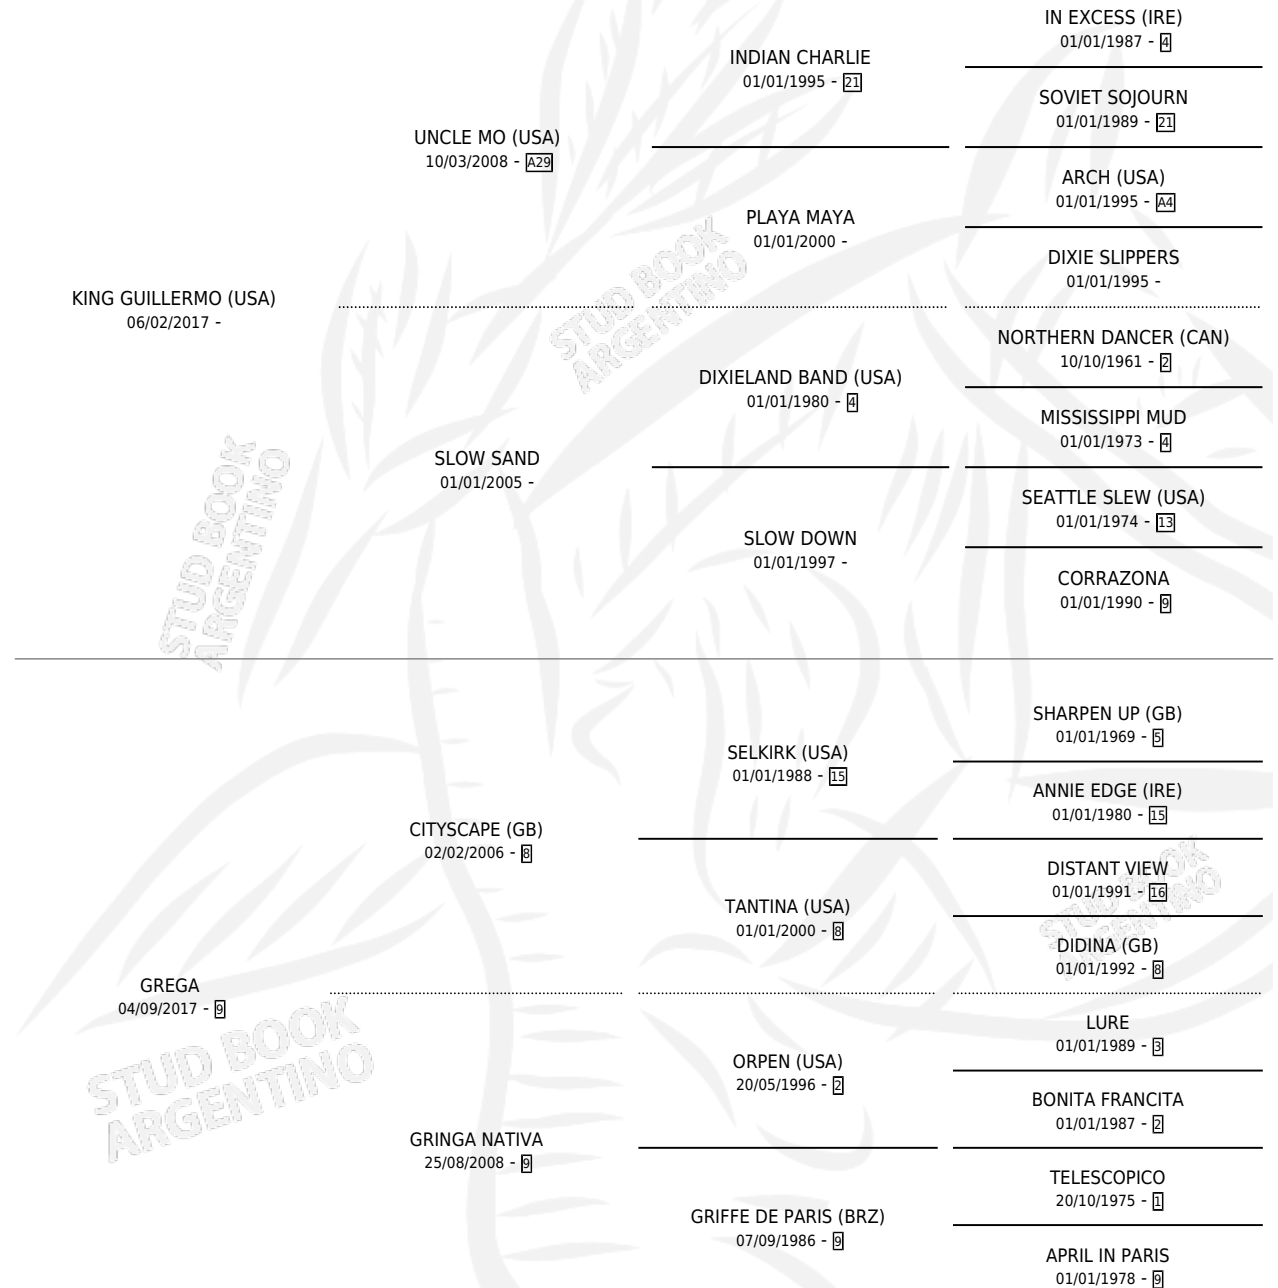 IN EXCESS (IRE)
01/01/1987 - 4
INDIAN CHARLIE
01/01/1995 - 21
SOVIET SOJOURN
01/01/1989 - 21
UNCLE MO (USA)
10/03/2008 - A29
ARCH (USA)
01/01/1995 - A4
PLAYA MAYA
01/01/2000 -
DIXIE SLIPPERS
01/01/1995 -
KING GUILLERMO (USA)
06/02/2017 -
NORTHERN DANCER (CAN)
10/10/1961 - 2
DIXIELAND BAND (USA)
01/01/1980 - 4
MISSISSIPPI MUD
01/01/1973 - 4
SLOW SAND
01/01/2005 -
SEATTLE SLEW (USA)
01/01/1974 - 13
SLOW DOWN
01/01/1997 -
CORRAZONA
01/01/1990 - 9
SHARPEN UP (GB)
01/01/1969 - 5
SELKIRK (USA)
01/01/1988 - 15
ANNIE EDGE (IRE)
01/01/1980 - 15
CITYSCAPE (GB)
02/02/2006 - 8
DISTANT VIEW
01/01/1991 - 16
TANTINA (USA)
01/01/2000 - 8
DIDINA (GB)
01/01/1992 - 8
GREGA
04/09/2017 - 9
LURE
01/01/1989 - 3
ORPEN (USA)
20/05/1996 - 2
BONITA FRANCITA
01/01/1987 - 2
GRINGA NATIVA
25/08/2008 - 9
TELESCOPICO
20/10/1975 - 1
GRIFFE DE PARIS (BRZ)
07/09/1986 - 9
APRIL IN PARIS
01/01/1978 - 9
STUD BOOK
ARGENTINO
STUD BOOK
ARGENTINO
STUD BOOK
ARGENTINO
STUD BOOK
ARGENTINO